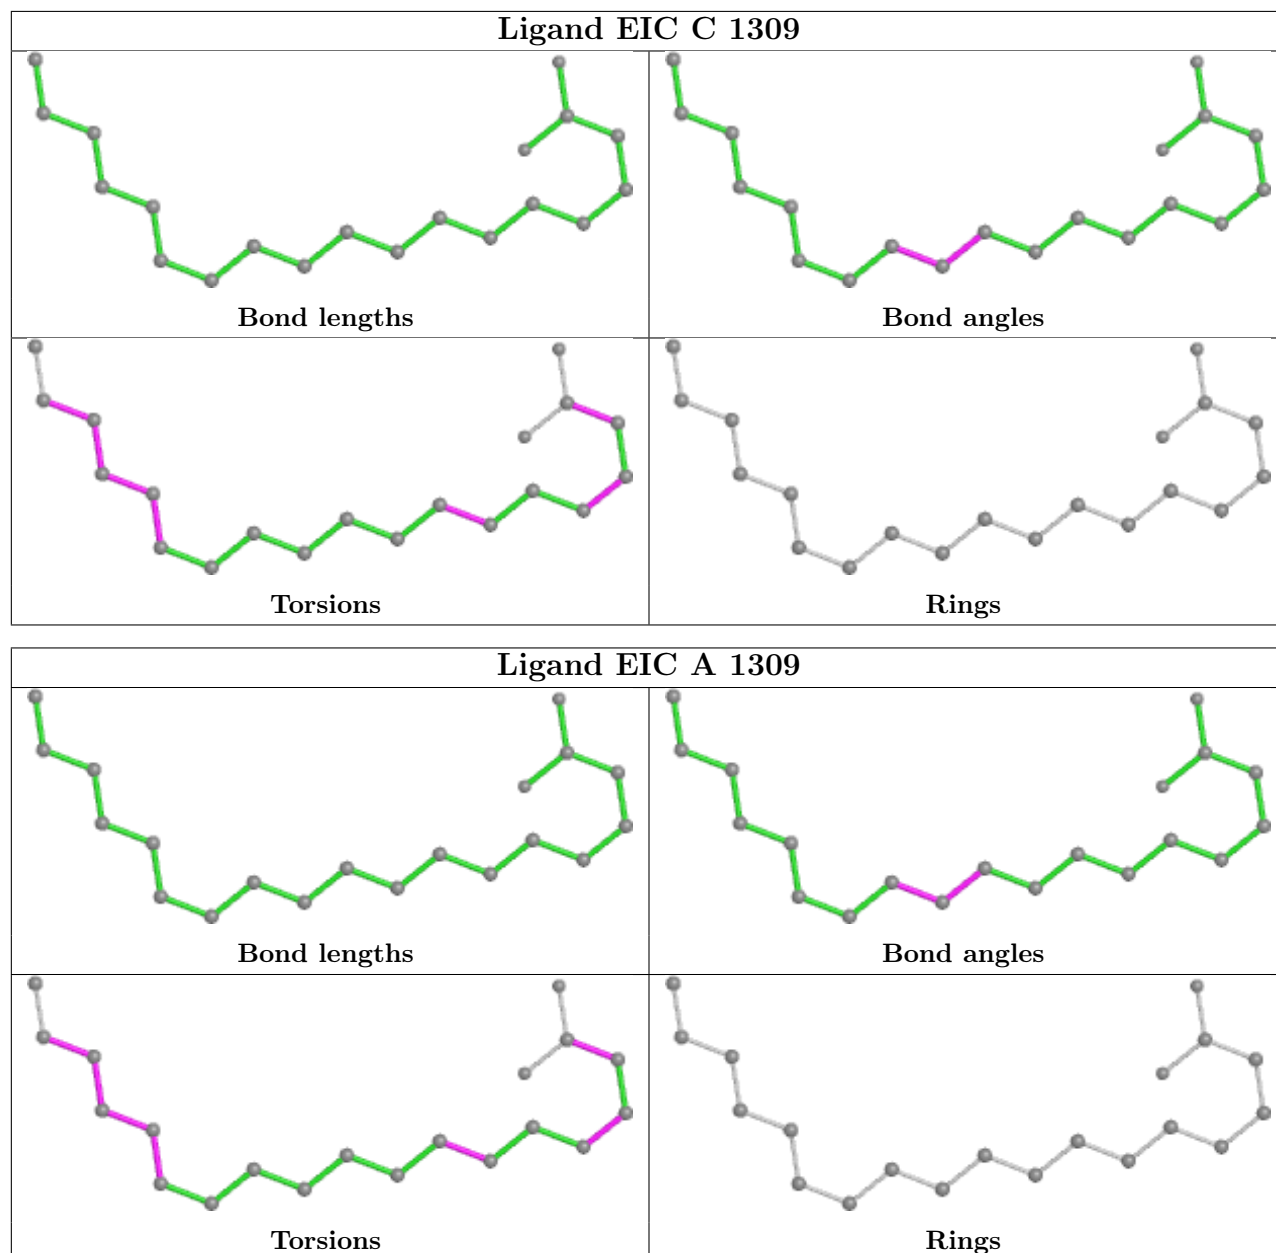 Ligand EIC C 1309
Bond lengths
Bond angles
Torsions
Rings
Ligand EIC A 1309
Bond lengths
Bond angles
Torsions
Rings